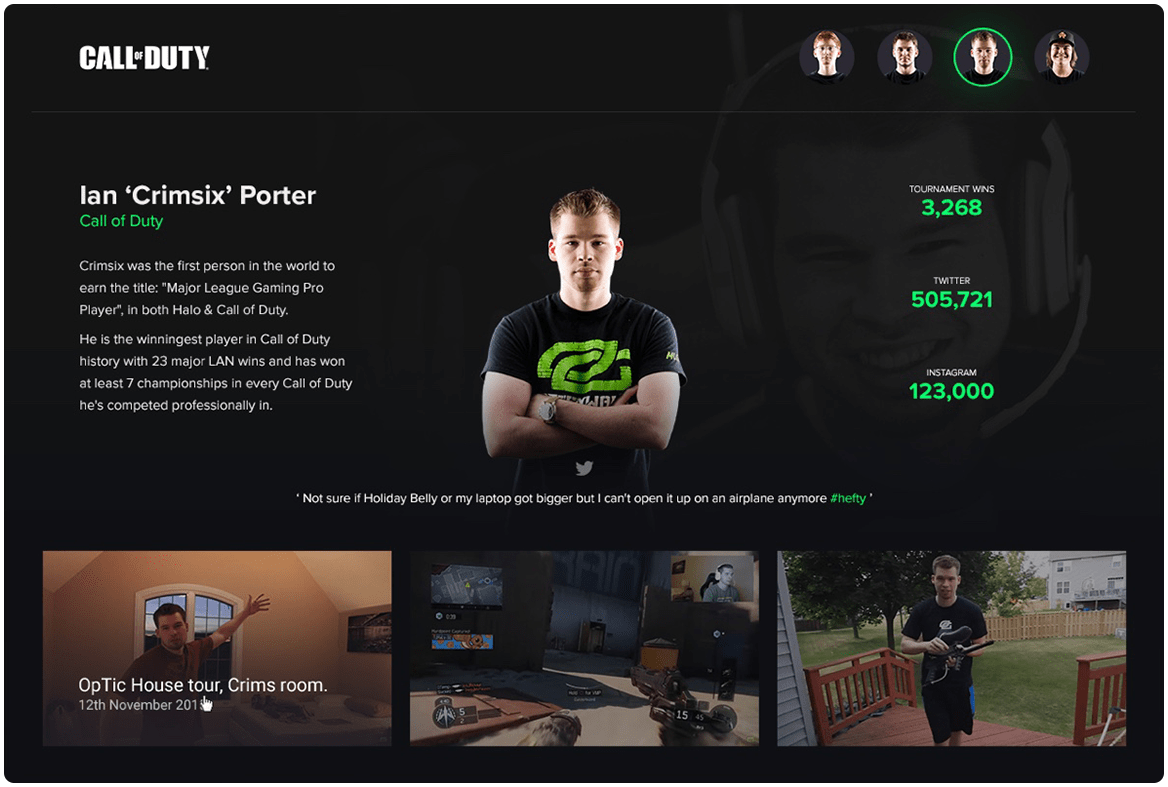 CALL OF DUTY
Ian ‘Crimsix’ Porter
Call of Duty
Crimsix was the first person in the world to
earn the title: "Major League Gaming Pro
Player", in both Halo & Call of Duty.
He is the winningest player in Call of Duty
history with 23 major LAN wins and has won
at least 7 championships in every Call of Duty
he's competed professionally in.
TOURNAMENT WINS
3,268
TWITTER
505,721
INSTAGRAM
123,000
‘ Not sure if Holiday Belly or my laptop got bigger but I can't open it up on an airplane anymore #hefty ’
OpTic House tour, Crims room.
12th November 201
5
15 45